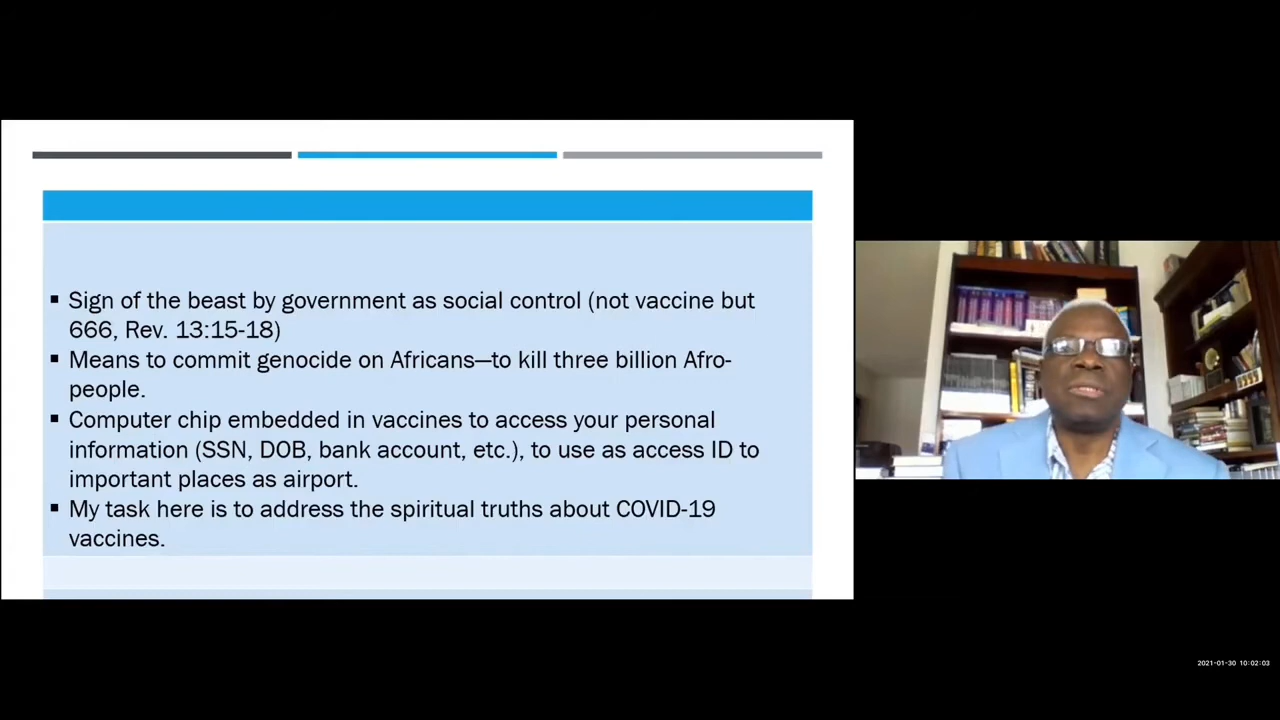 ▪ Sign of the beast by government as social control (not vaccine but
666, Rev. 13:15-18)
▪ Means to commit genocide on Africans—to kill three billion Afro-
people.
▪ Computer chip embedded in vaccines to access your personal
information (SSN, DOB, bank account, etc.), to use as access ID to
important places as airport.
▪ My task here is to address the spiritual truths about COVID-19
vaccines.
2021-01-30 10:02:03